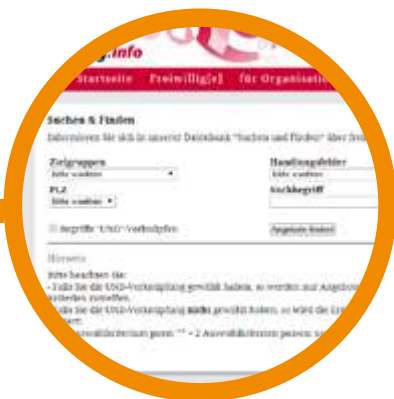 .info
Startseite Freiwillig[e] für Organisati
Suchen & Finden
Informieren Sie sich in unserer Datenbank "Suchen und Finden" über frei
Zielgruppen Handlungsfelder
Bitte wählen Bitte wählen
PLZ Suchbegriff
Bitte wählen
Begriffe "UND"-Verknüpfen Angebote finden
Hinweis
Bitte beachten Sie:
- Falls Sie die UND-Verknüpfung gewählt haben, so werden nur Angebo
zutreffen.
Falls Sie die UND-Verknüpfung nicht gewählt haben, so wird die Er